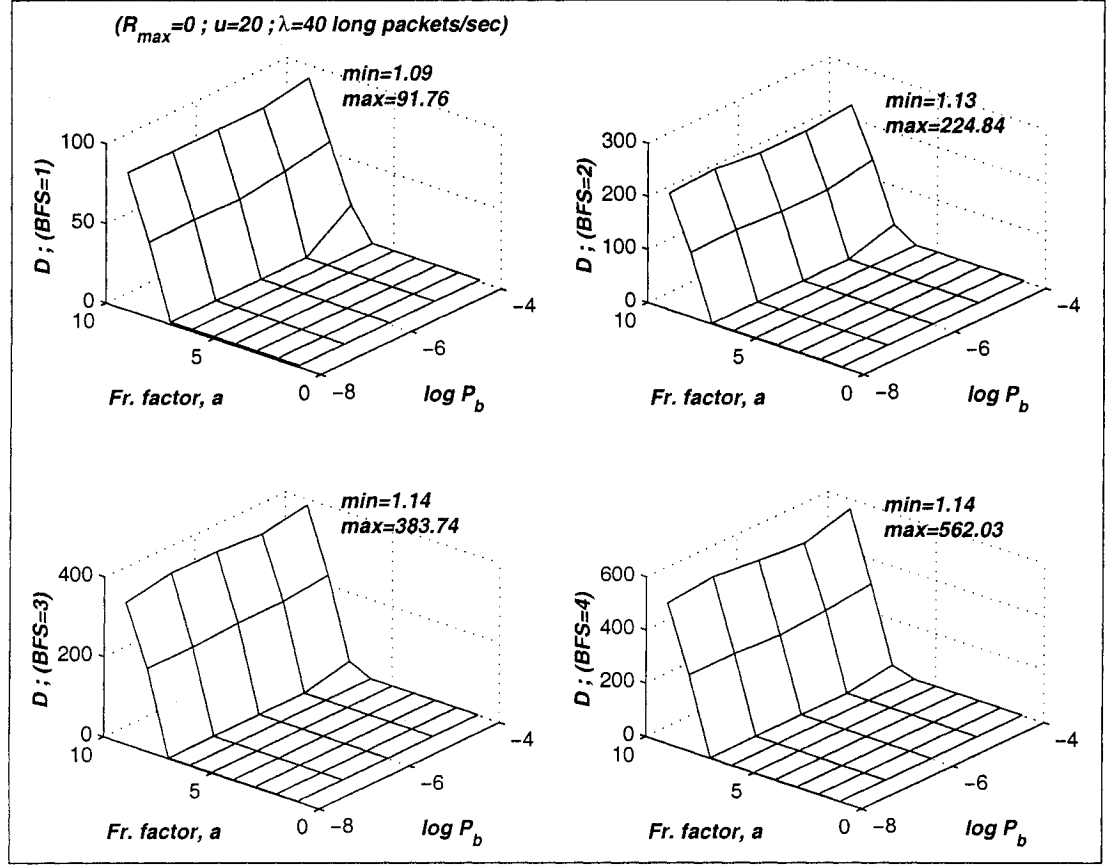 (R_max=0 ; u=20 ; λ=40 long packets/sec)
min=1.09
max=91.76
100
50
0
D ; (BFS=1)
10
5
0
Fr. factor, a
−8
−6
−4
log P_b
min=1.13
max=224.84
300
200
100
0
D ; (BFS=2)
10
5
0
Fr. factor, a
−8
−6
−4
log P_b
min=1.14
max=383.74
400
200
0
D ; (BFS=3)
10
5
0
Fr. factor, a
−8
−6
−4
log P_b
min=1.14
max=562.03
600
400
200
0
D ; (BFS=4)
10
5
0
Fr. factor, a
−8
−6
−4
log P_b